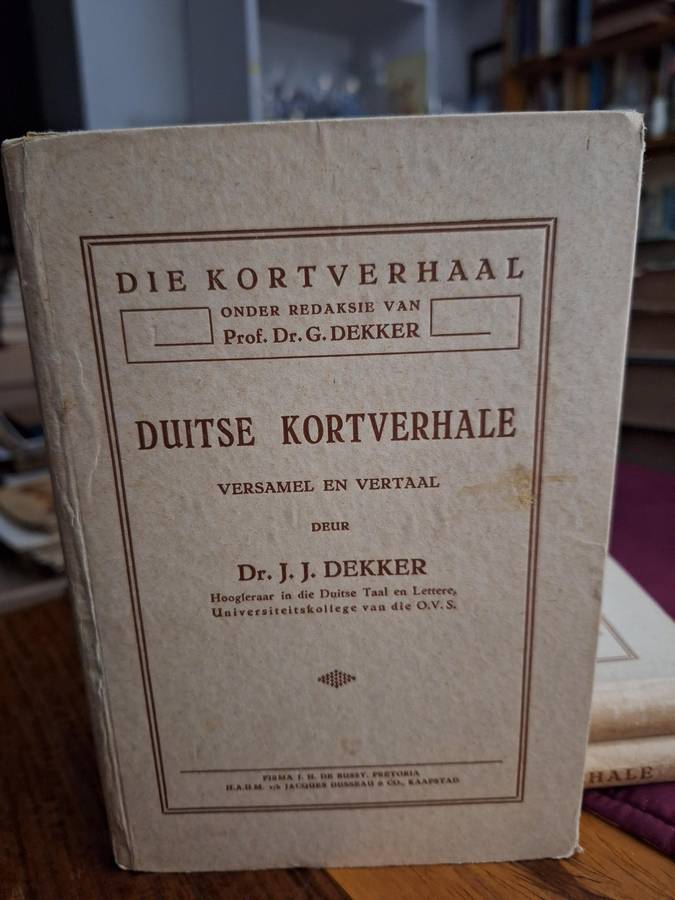 DIE KORTVERHAAL
ONDER REDAKSIE VAN
Prof. Dr. G. DEKKER
DUITSE KORTVERHALE
VERSAMEL EN VERTAAL
DEUR
Dr. J. J. DEKKER
Hoogleraar in die Duitse Taal en Lettere,
Universiteitskollege van die O.V.S.
FIRMA J. H. DE BUSSY, PRETORIA
H.A.U.M. v/h JACQUES DUSSEAU & CO., KAAPSTAD
HALE